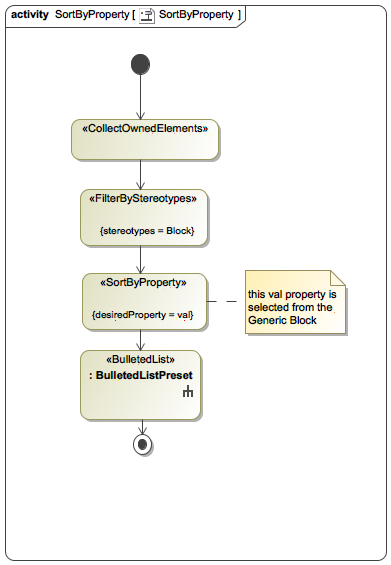 activity SortByProperty [ SortByProperty ]
«CollectOwnedElements»
«FilterByStereotypes»
{stereotypes = Block}
«SortByProperty»
{desiredProperty = val}
this val property is
selected from the
Generic Block
«BulletedList»
: BulletedListPreset